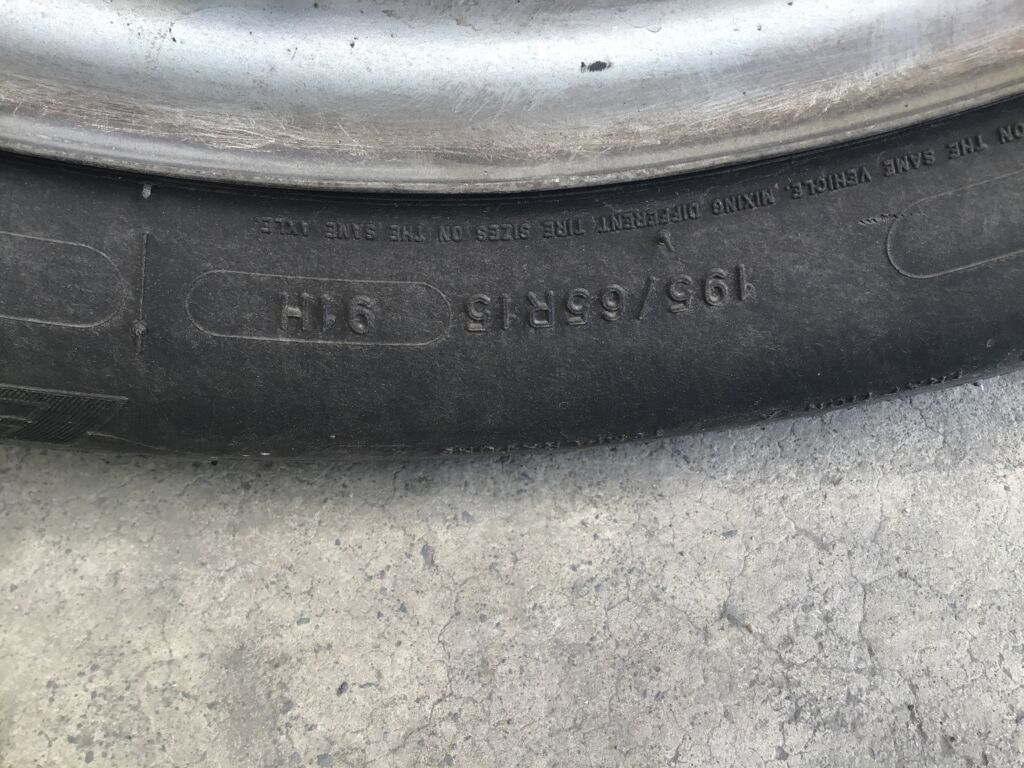 ON THE SAME VEHICLE. MIXING DIFFERENT TIRE SIZES ON THE SAME AXLE
195/65R15 91H